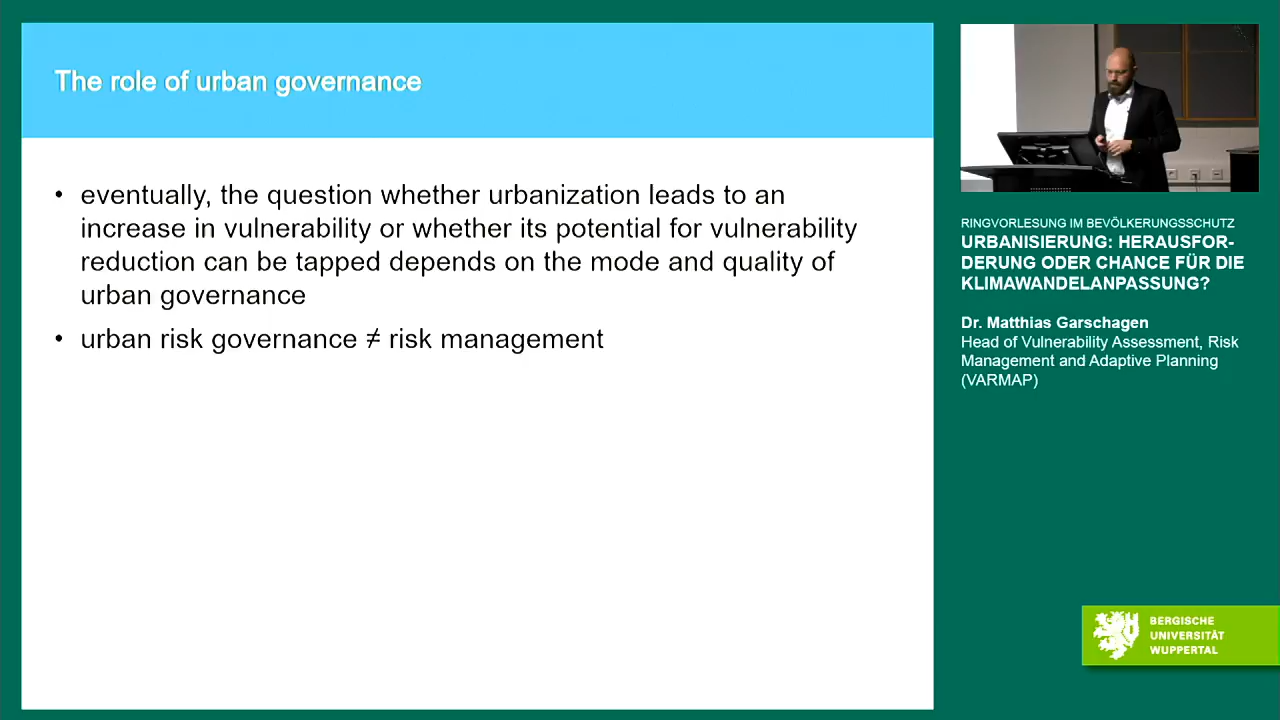 The role of urban governance
• eventually, the question whether urbanization leads to an
increase in vulnerability or whether its potential for vulnerability
reduction can be tapped depends on the mode and quality of
urban governance
• urban risk governance ≠ risk management
RINGVORLESUNG IM BEVÖLKERUNGSSCHUTZ
URBANISIERUNG: HERAUSFOR-
DERUNG ODER CHANCE FÜR DIE
KLIMAWANDELANPASSUNG?
Dr. Matthias Garschagen
Head of Vulnerability Assessment, Risk
Management and Adaptive Planning
(VARMAP)
BERGISCHE
UNIVERSITÄT
WUPPERTAL